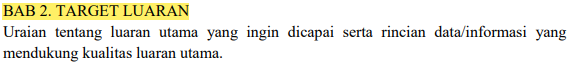 BAB 2. TARGET LUARAN
Uraian tentang luaran utama yang ingin dicapai serta rincian data/informasi yang
mendukung kualitas luaran utama.